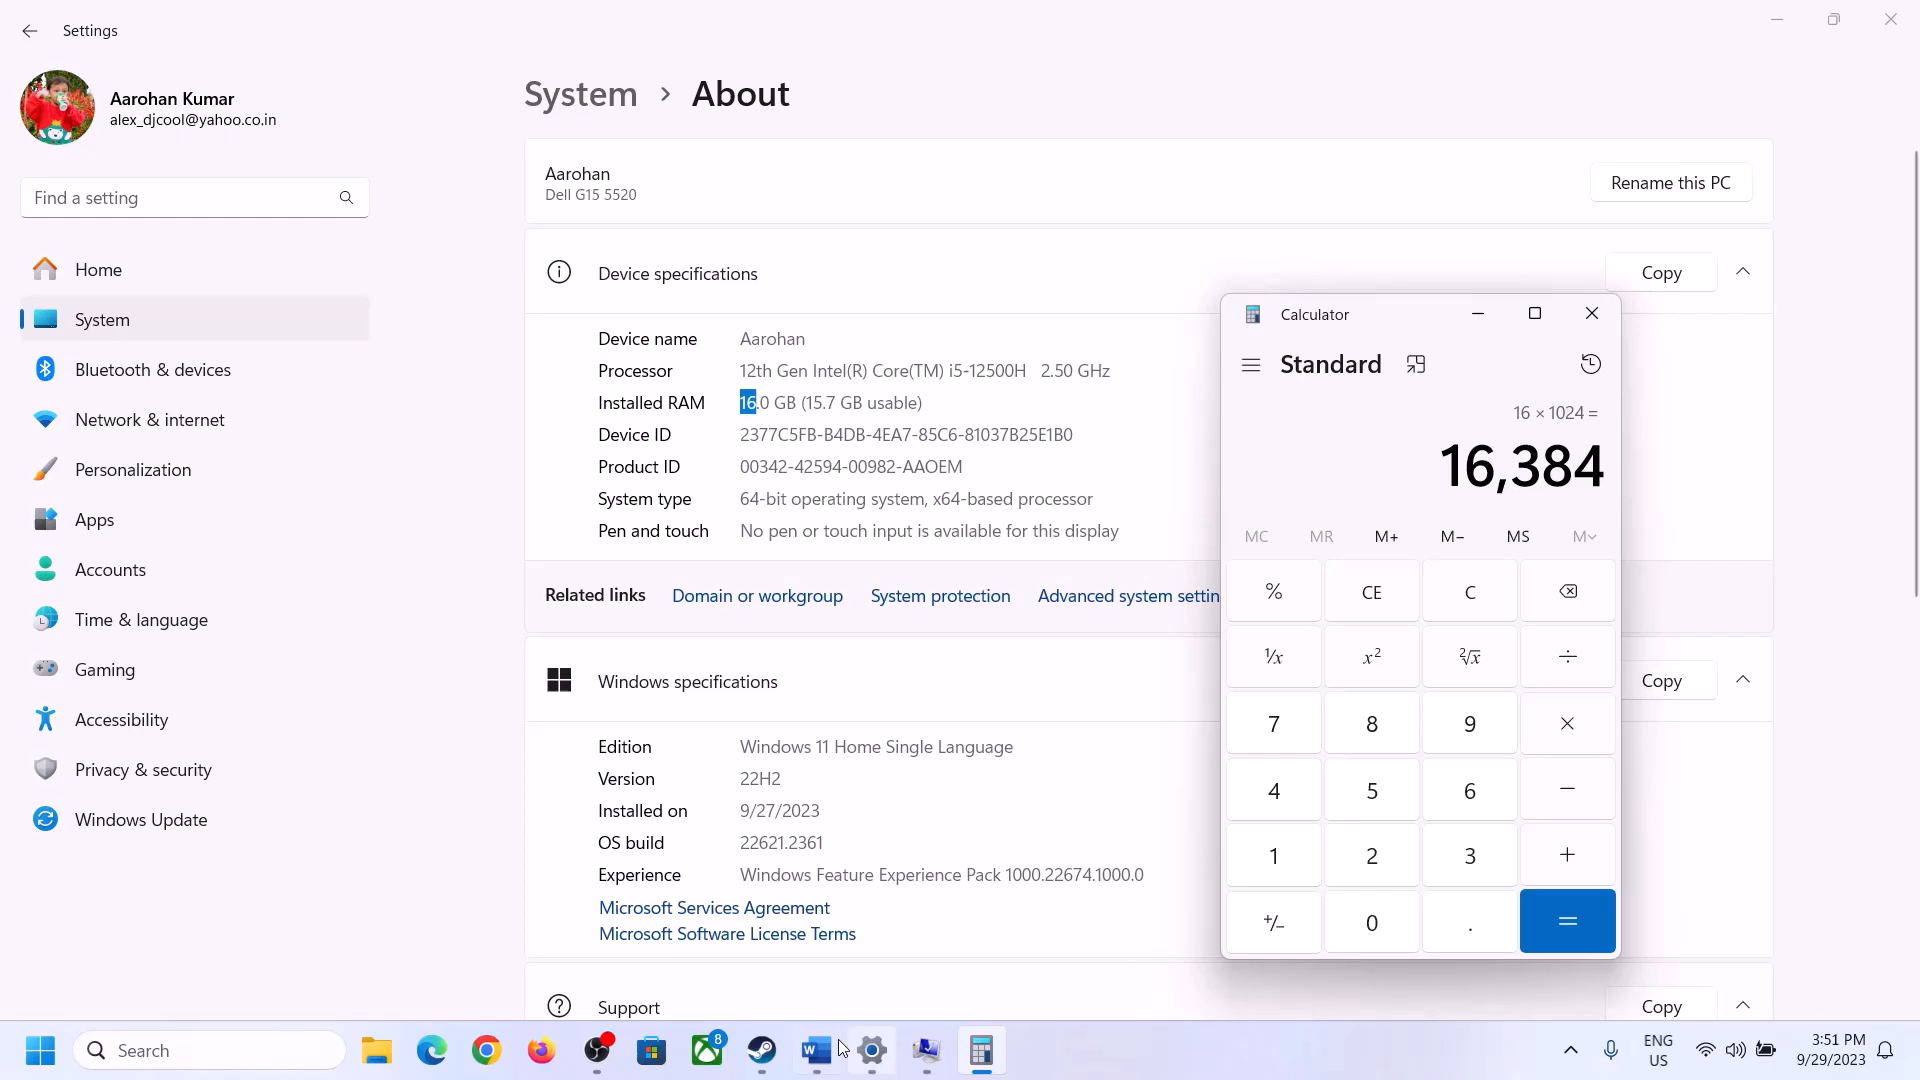 Settings
Aarohan Kumar
alex_djcool@yahoo.co.in
Find a setting
Home
System
Bluetooth & devices
Network & internet
Personalization
Apps
Accounts
Time & language
Gaming
Accessibility
Privacy & security
Windows Update
System > About
Aarohan
Dell G15 5520
Rename this PC
Device specifications
Copy
Device name Aarohan
Processor 12th Gen Intel(R) Core(TM) i5-12500H 2.50 GHz
Installed RAM 16.0 GB (15.7 GB usable)
Device ID 2377C5FB-B4DB-4EA7-85C6-81037B25E1B0
Product ID 00342-42594-00982-AAOEM
System type 64-bit operating system, x64-based processor
Pen and touch No pen or touch input is available for this display
Related links Domain or workgroup System protection Advanced system settin
Windows specifications
Copy
Edition Windows 11 Home Single Language
Version 22H2
Installed on 9/27/2023
OS build 22621.2361
Experience Windows Feature Experience Pack 1000.22674.1000.0
Microsoft Services Agreement
Microsoft Software License Terms
Support
Copy
Calculator
Standard
16 × 1024 =
16,384
MC MR M+ M− MS M
% CE C
¹/x x² ²√x ÷
7 8 9 ×
4 5 6 −
1 2 3 +
+/− 0 . =
Search
8
W
ENG
US
3:51 PM
9/29/2023